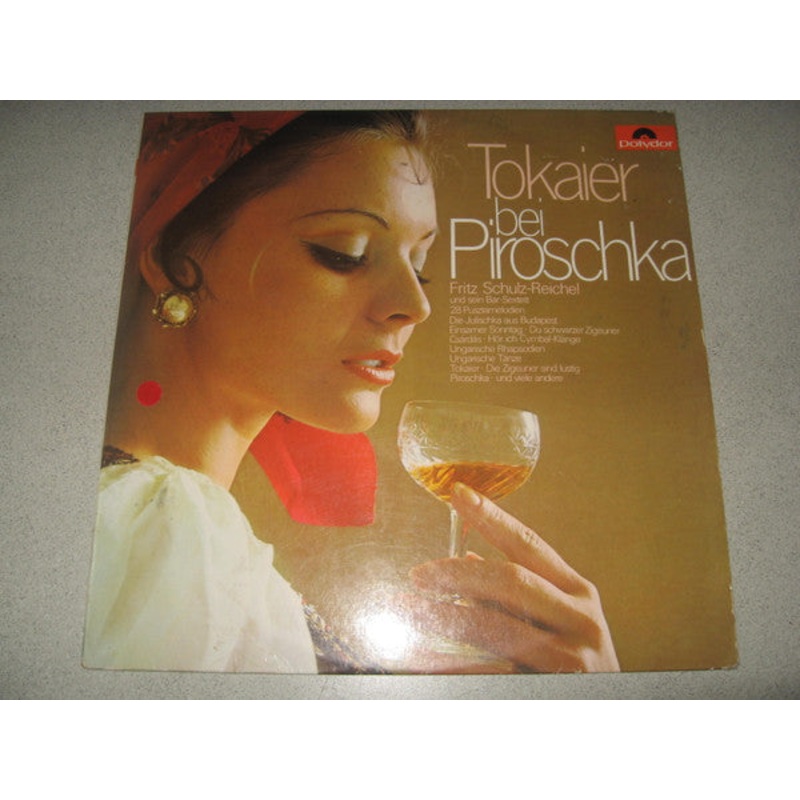 polydor
Tokaier
bei
Piroschka
Fritz Schulz-Reichel
und sein Bar-Sextett
28 Pusztamelodien
Die Julischka aus Budapest
Einsamer Sonntag · Du schwarzer Zigeuner
Csárdás · Hör ich Cymbal-Klänge
Ungarische Rhapsodien
Ungarische Tänze
Tokaier · Die Zigeuner sind lustig
Piroschka · und viele andere